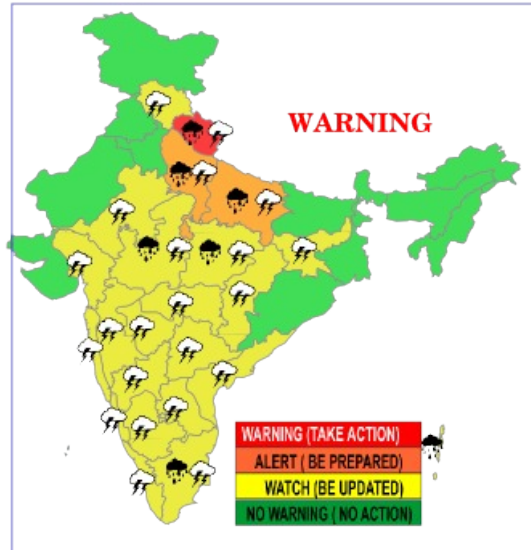 WARNING
WARNING (TAKE ACTION)
ALERT ( BE PREPARED)
WATCH (BE UPDATED)
NO WARNING ( NO ACTION)